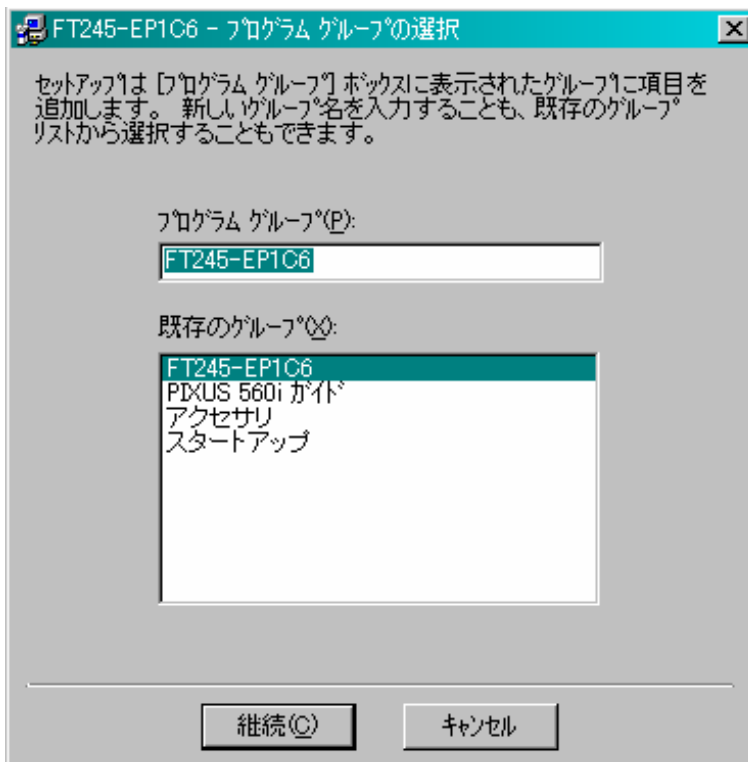 FT245-EP1C6 - プログラム グループの選択
セットアップは [プログラム グループ] ボックスに表示されたグループに項目を
追加します。 新しいグループ名を入力することも、既存のグループ
リストから選択することもできます。
プログラム グループ(P):
FT245-EP1C6
既存のグループ(X):
FT245-EP1C6
PIXUS 560i ガイド
アクセサリ
スタートアップ
継続(C)
キャンセル